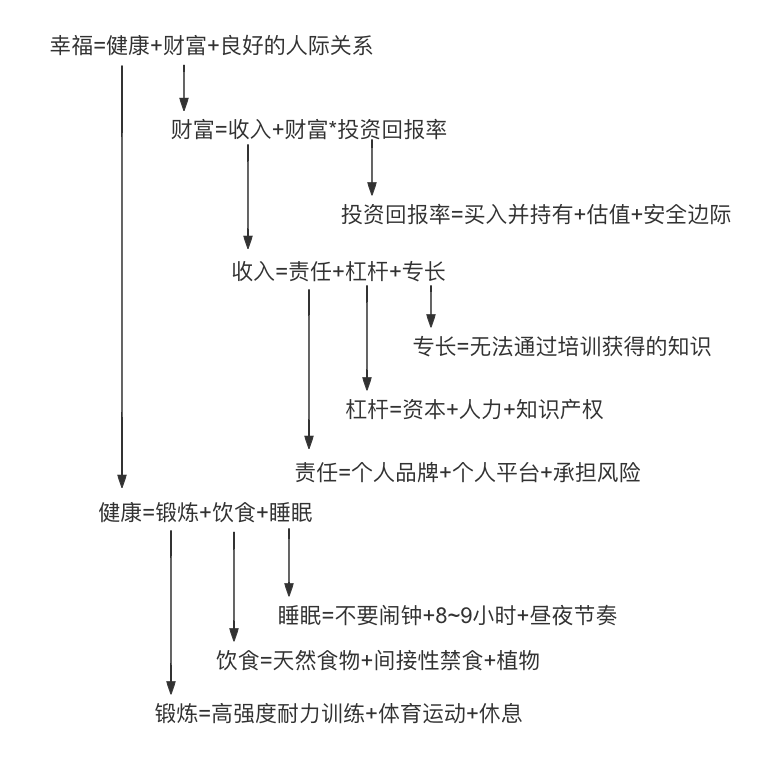 幸福=健康+财富+良好的人际关系
财富=收入+财富*投资回报率
投资回报率=买入并持有+估值+安全边际
收入=责任+杠杆+专长
专长=无法通过培训获得的知识
杠杆=资本+人力+知识产权
责任=个人品牌+个人平台+承担风险
健康=锻炼+饮食+睡眠
睡眠=不要闹钟+8~9小时+昼夜节奏
饮食=天然食物+间接性禁食+植物
锻炼=高强度耐力训练+体育运动+休息